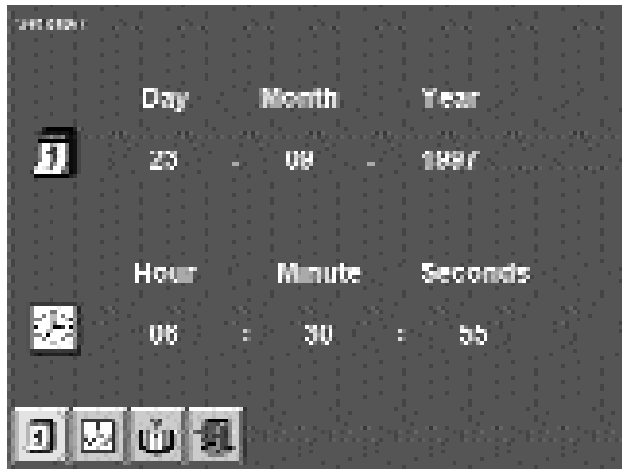 Day Month Year
23 - 09 - 1997
Hour Minute Seconds
06 : 30 : 55